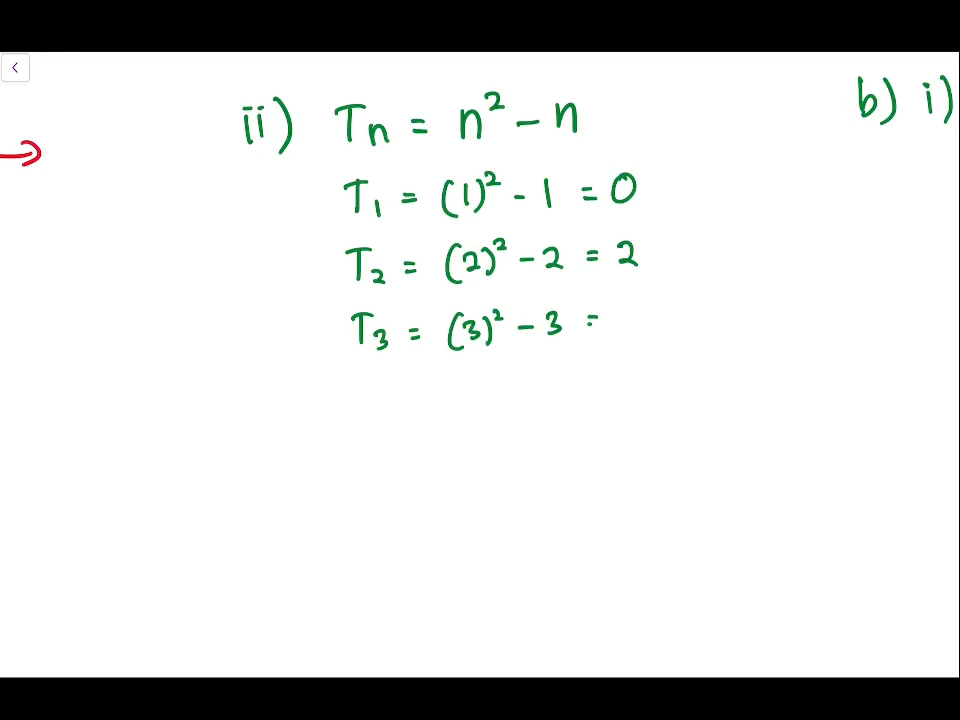 ii) Tn = n² - n
T₁ = (1)² - 1 = 0
T₂ = (2)² - 2 = 2
T₃ = (3)² - 3 =
b) i)